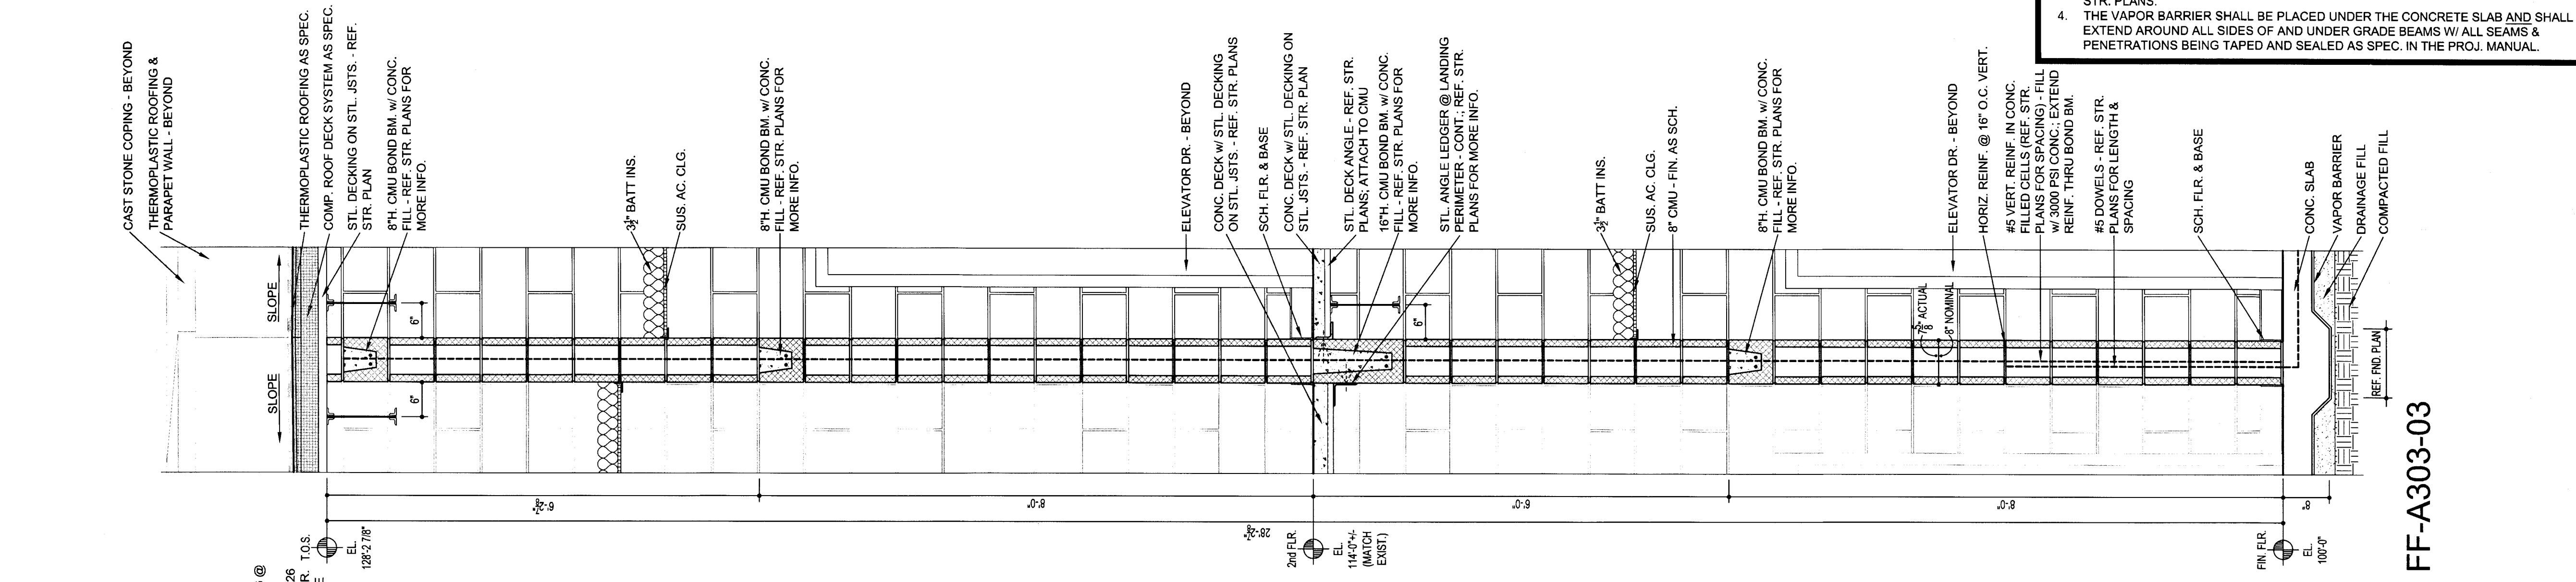 STR. PLANS.
4. THE VAPOR BARRIER SHALL BE PLACED UNDER THE CONCRETE SLAB AND SHALL
EXTEND AROUND ALL SIDES OF AND UNDER GRADE BEAMS W/ ALL SEAMS &
PENETRATIONS BEING TAPED AND SEALED AS SPEC. IN THE PROJ. MANUAL.
CAST STONE COPING - BEYOND
THERMOPLASTIC ROOFING &
PARAPET WALL - BEYOND
THERMOPLASTIC ROOFING AS SPEC.
COMP. ROOF DECK SYSTEM AS SPEC.
STL. DECKING ON STL. JSTS. - REF.
STR. PLAN
8"H. CMU BOND BM. w/ CONC.
FILL - REF. STR. PLANS FOR
MORE INFO.
3½" BATT INS.
SUS. AC. CLG.
8"H. CMU BOND BM. w/ CONC.
FILL - REF. STR. PLANS FOR
MORE INFO.
ELEVATOR DR. - BEYOND
CONC. DECK w/ STL. DECKING
ON STL. JSTS. - REF. STR. PLANS
SCH. FLR. & BASE
CONC. DECK w/ STL. DECKING ON
STL. JSTS. - REF. STR. PLAN
STL. DECK ANGLE - REF. STR.
PLANS; ATTACH TO CMU
16"H. CMU BOND BM. w/ CONC.
FILL - REF. STR. PLANS FOR
MORE INFO.
STL. ANGLE LEDGER @ LANDING
PERIMETER - CONT.; REF. STR.
PLANS FOR MORE INFO.
3½" BATT INS.
SUS. AC. CLG.
8" CMU - FIN. AS SCH.
8"H. CMU BOND BM. w/ CONC.
FILL - REF. STR. PLANS FOR
MORE INFO.
ELEVATOR DR. - BEYOND
HORIZ. REINF. @ 16" O.C. VERT.
#5 VERT. REINF. IN CONC.
FILLED CELLS (REF. STR.
PLANS FOR SPACING) - FILL
W/ 3000 PSI CONC.; EXTEND
REINF. THRU BOND BM.
#5 DOWELS - REF. STR.
PLANS FOR LENGTH &
SPACING
SCH. FLR. & BASE
CONC. SLAB
VAPOR BARRIER
DRAINAGE FILL
COMPACTED FILL
SLOPE
SLOPE
6"
6"
6"
7 5/8" ACTUAL
8" NOMINAL
REF. FND. PLAN
6'-2⅞"
8'-0"
6'-0"
8'-0"
8"
28'-2⅞"
T.O.S.
EL.
128'-2 7/8"
2nd FLR.
EL.
114'-0"+/-
(MATCH
EXIST.)
FIN. FLR.
EL.
100'-0"
@
26
R.
E
FF-A303-03